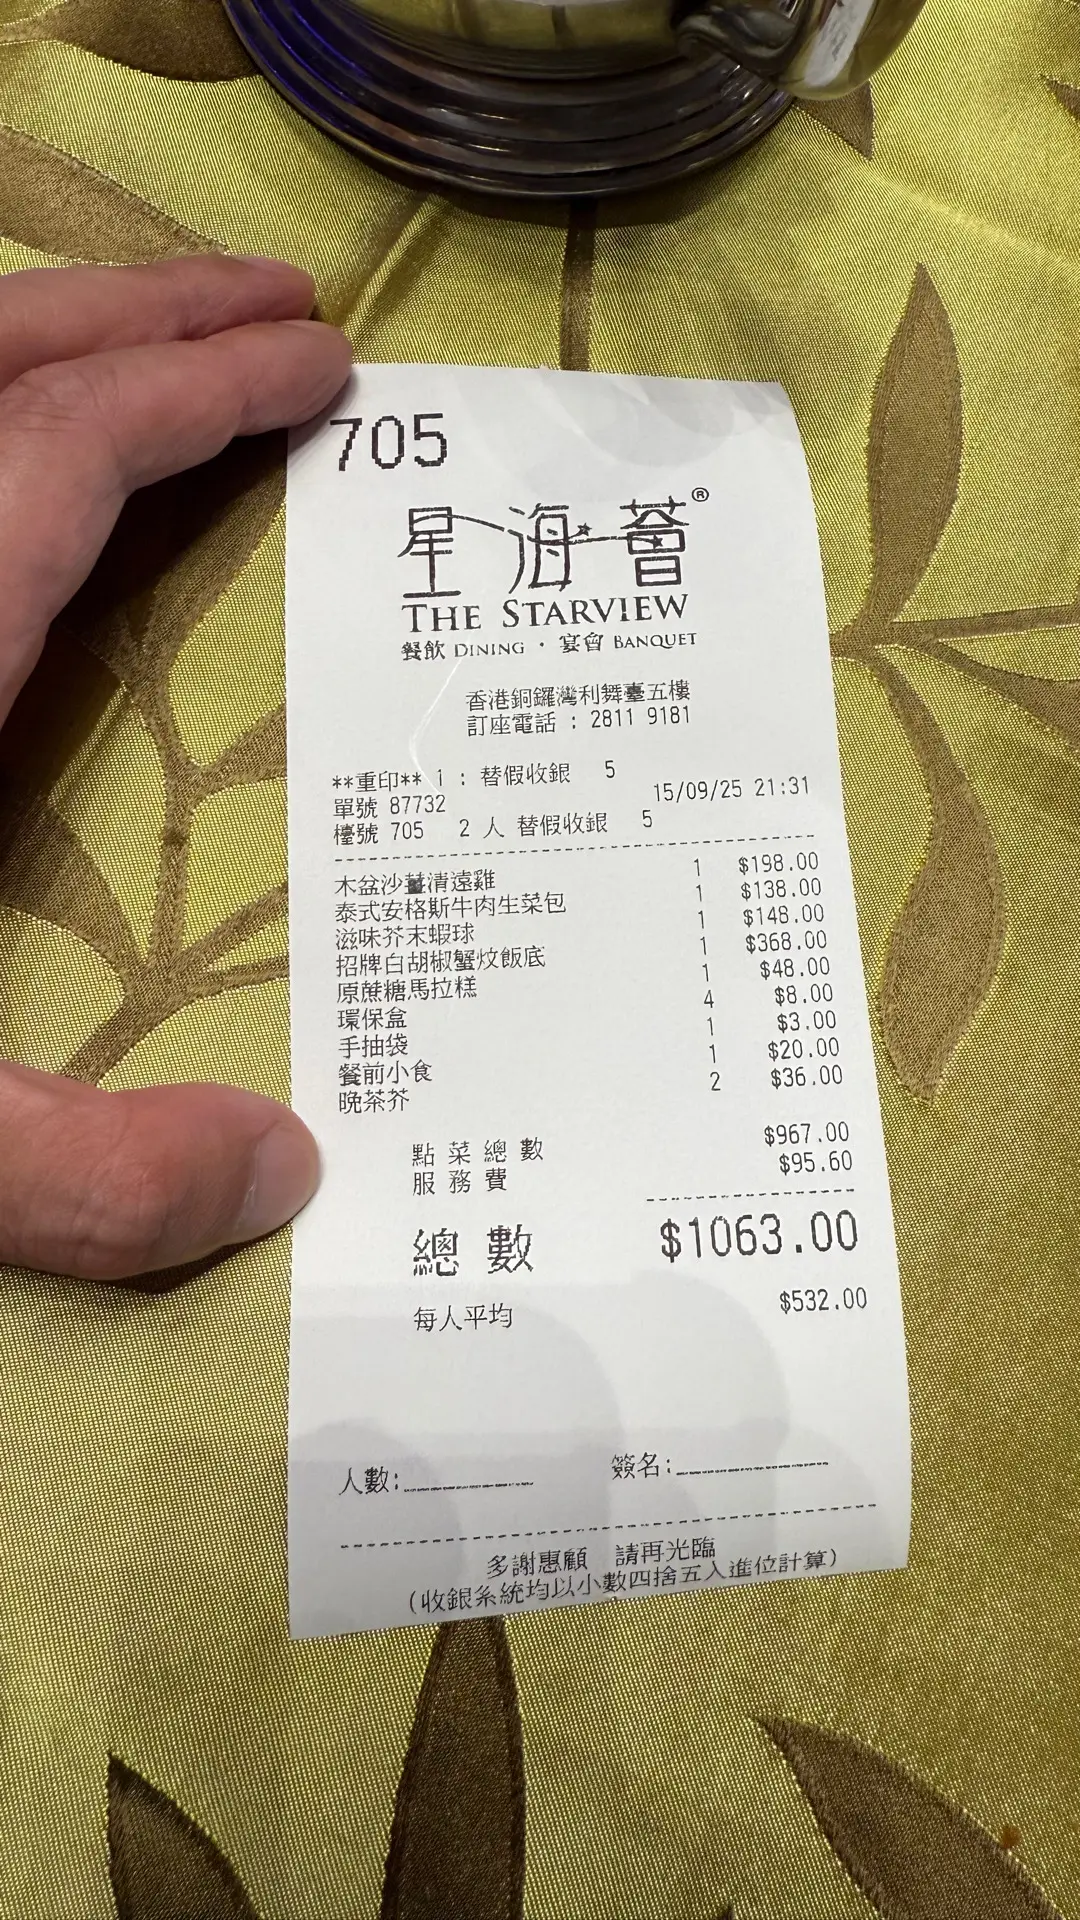 705
星海薈®
THE STARVIEW
餐飲 DINING · 宴會 BANQUET
香港銅鑼灣利舞臺五樓
訂座電話 : 2811 9181
**重印** 1 : 替假收銀 5
單號 87732 15/09/25 21:31
檯號 705 2 人 替假收銀 5
木盆沙薑清遠雞 1 $198.00
泰式安格斯牛肉生菜包 1 $138.00
滋味芥末蝦球 1 $148.00
招牌白胡椒蟹炆飯底 1 $368.00
原蔗糖馬拉糕 1 $48.00
環保盒 4 $8.00
手抽袋 1 $3.00
餐前小食 1 $20.00
晚茶芥 2 $36.00
點菜總數 $967.00
服務費 $95.60
總數 $1063.00
每人平均 $532.00
人數: 簽名:
多謝惠顧 請再光臨
(收銀系統均以小數四捨五入進位計算)